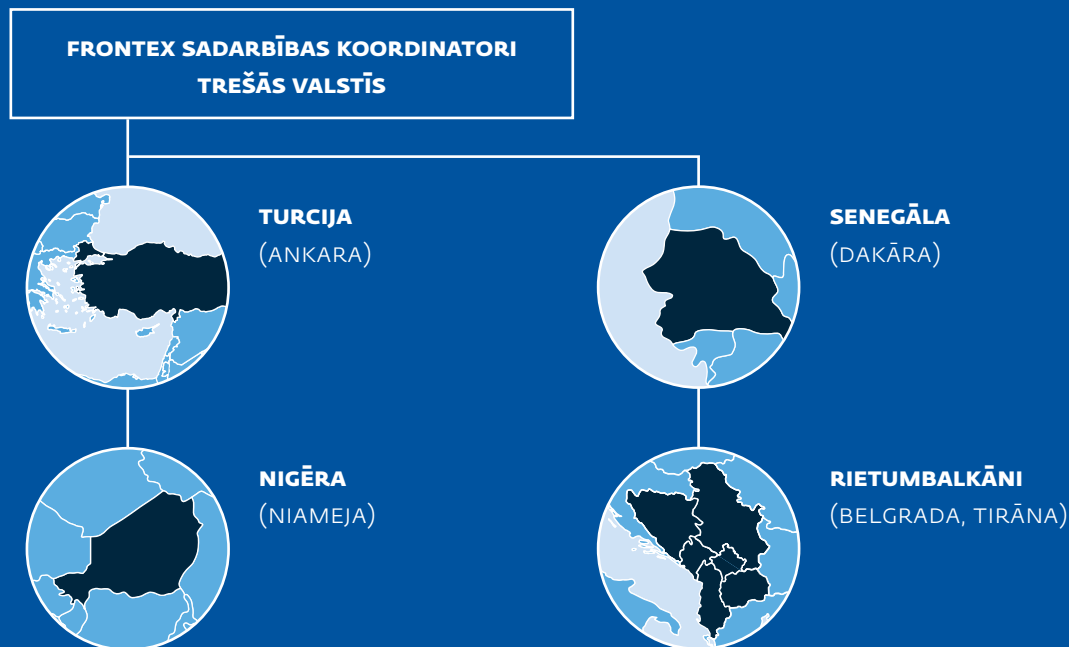 FRONTEX SADARBĪBAS KOORDINATORI
TREŠĀS VALSTĪS
TURCIJA
(ANKARA)
SENEGĀLA
(DAKĀRA)
NIGĒRA
(NIAMEJA)
RIETUMBALKĀNI
(BELGRADA, TIRĀNA)